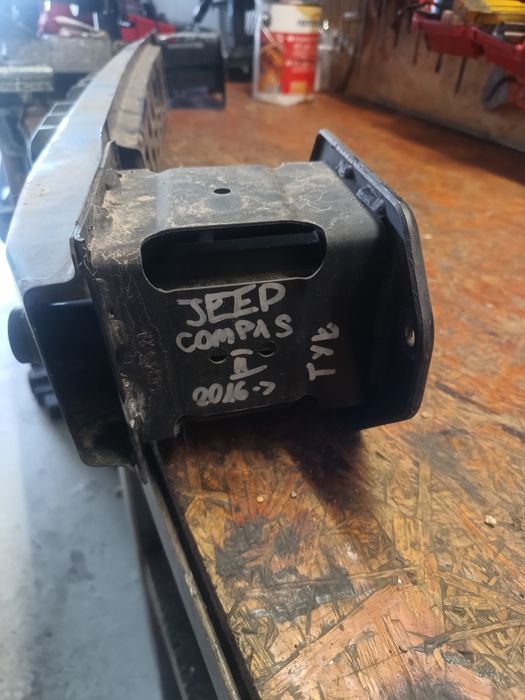 JEEP
COMPAS
II
2016->
TYŁ